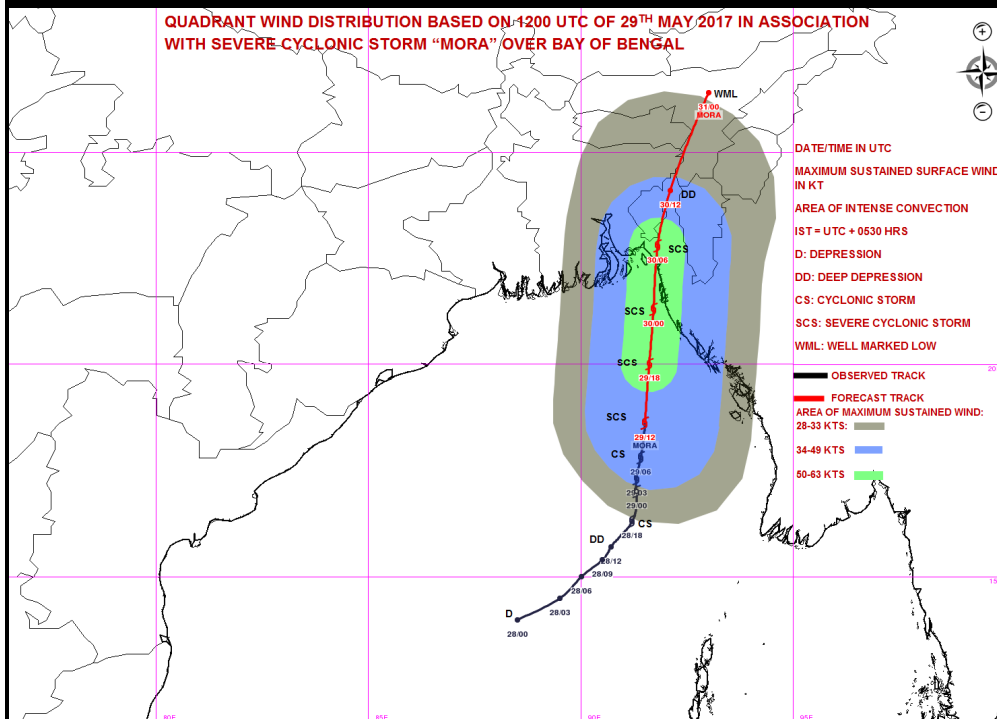 QUADRANT WIND DISTRIBUTION BASED ON 1200 UTC OF 29TH MAY 2017 IN ASSOCIATION
WITH SEVERE CYCLONIC STORM “MORA” OVER BAY OF BENGAL
WML
31/00
MORA
DATE/TIME IN UTC
MAXIMUM SUSTAINED SURFACE WIND
IN KT
AREA OF INTENSE CONVECTION
IST = UTC + 0530 HRS
D: DEPRESSION
DD: DEEP DEPRESSION
CS: CYCLONIC STORM
SCS: SEVERE CYCLONIC STORM
WML: WELL MARKED LOW
OBSERVED TRACK
FORECAST TRACK
AREA OF MAXIMUM SUSTAINED WIND:
28-33 KTS:
34-49 KTS
50-63 KTS
DD
30/12
SCS
30/06
SCS
30/00
SCS
29/18
SCS
29/12
MORA
CS
29/06
29/03
29/00
CS
28/18
DD
28/12
28/09
28/06
28/03
D
28/00
20
15
80E
85E
90E
95E